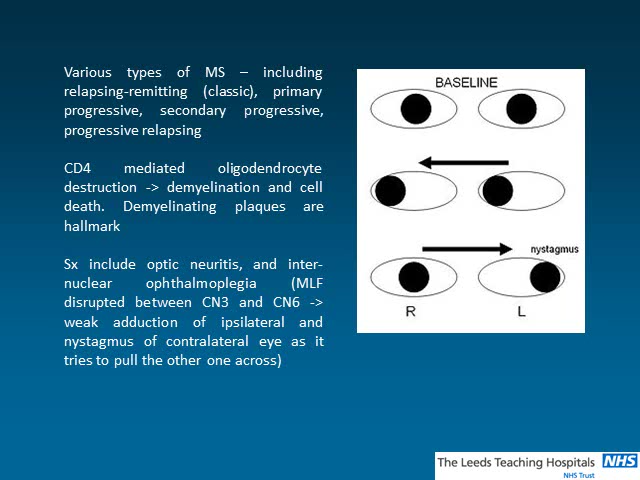 Various types of MS – including
relapsing-remitting (classic), primary
progressive, secondary progressive,
progressive relapsing
CD4 mediated oligodendrocyte
destruction -> demyelination and cell
death. Demyelinating plaques are
hallmark
Sx include optic neuritis, and inter-
nuclear ophthalmoplegia (MLF
disrupted between CN3 and CN6 ->
weak adduction of ipsilateral and
nystagmus of contralateral eye as it
tries to pull the other one across)
BASELINE
nystagmus
R L
The Leeds Teaching Hospitals NHS
NHS Trust